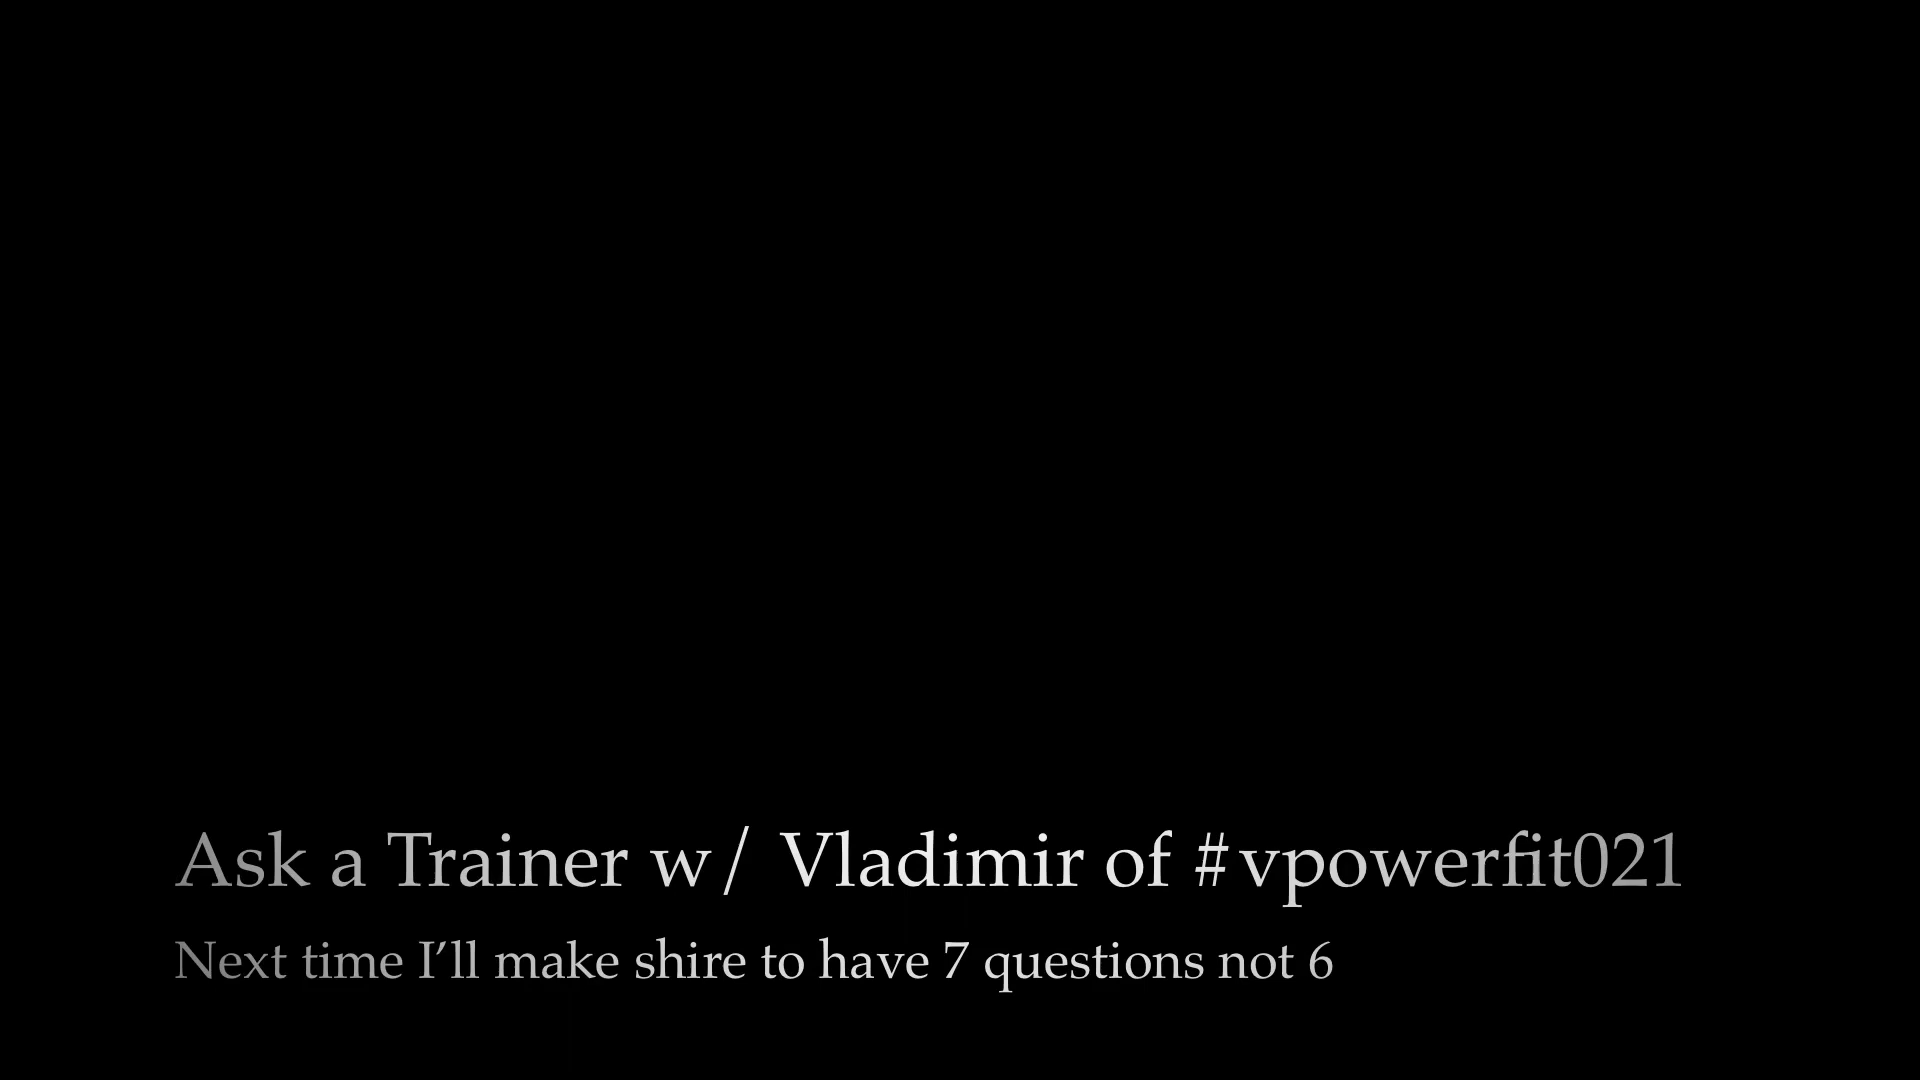 Ask a Trainer w/ Vladimir of #vpowerfit021
Next time I’ll make shire to have 7 questions not 6